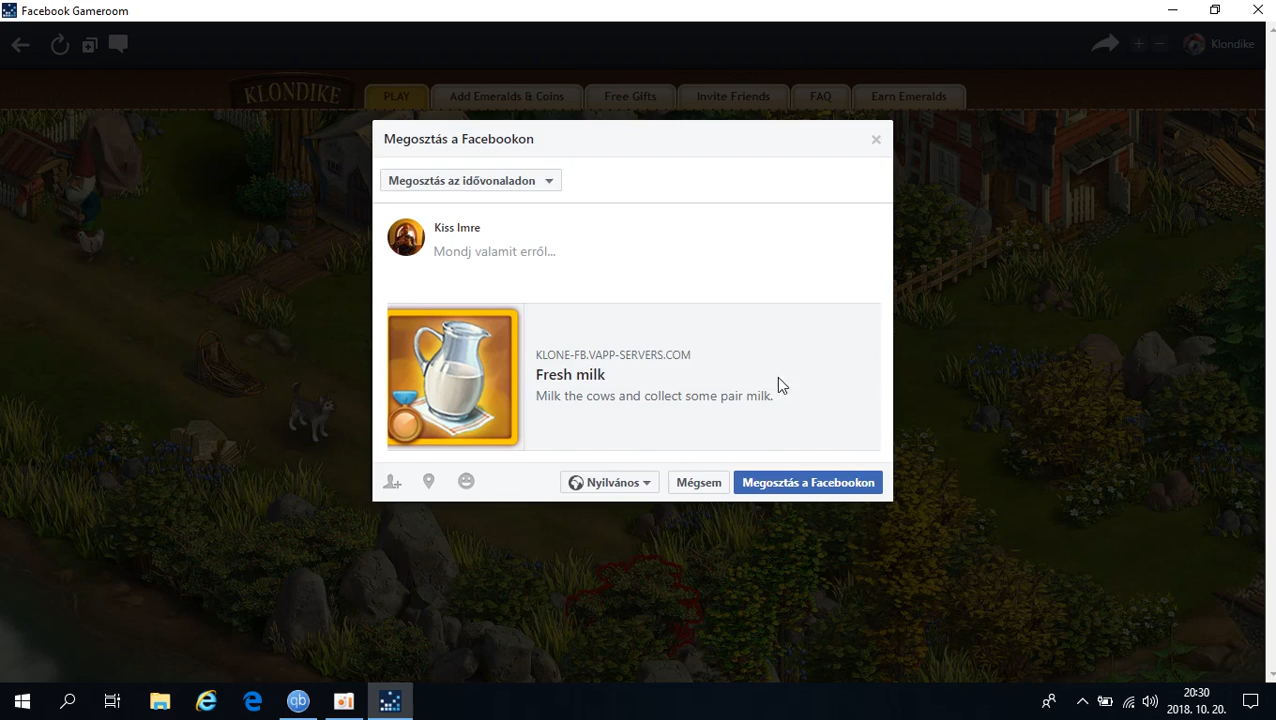 Facebook Gameroom
Klondike
KLONDIKE
PLAY
Add Emeralds & Coins
Free Gifts
Invite Friends
FAQ
Earn Emeralds
Megosztás a Facebookon
Megosztás az idővonaladon
Kiss Imre
Mondj valamit erről...
KLONE-FB.VAPP-SERVERS.COM
Fresh milk
Milk the cows and collect some pair milk.
Nyilvános
Mégsem
Megosztás a Facebookon
qb
20:30
2018. 10. 20.